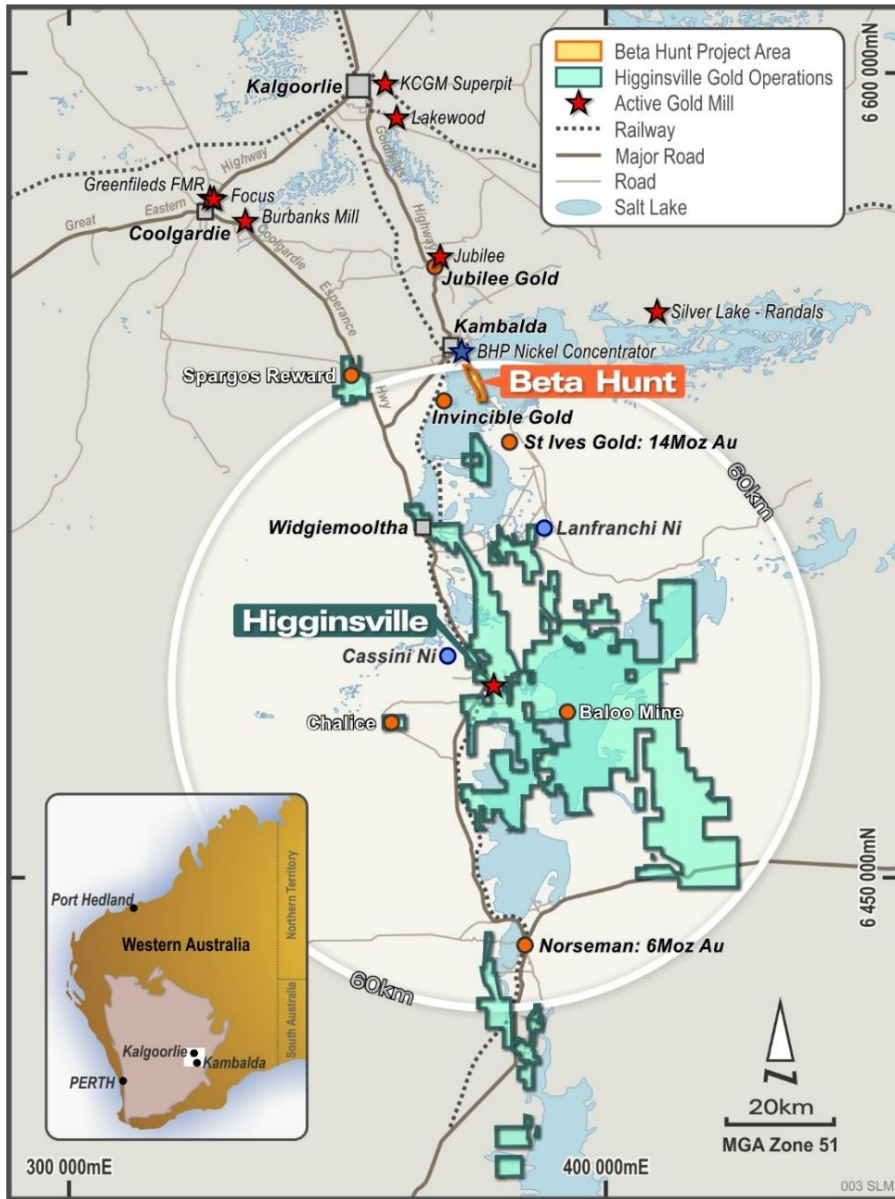 Beta Hunt Project Area
Higginsville Gold Operations
Active Gold Mill
Railway
Major Road
Road
Salt Lake
6 600 000mN
Kalgoorlie
KCGM Superpit
Lakewood
Goldfields
Highway
Highway
Greenfileds FMR
Focus
Great Eastern
Burbanks Mill
Coolgardie
Coolgardie
Esperance
Hwy
Jubilee
Jubilee Gold
Silver Lake - Randals
Kambalda
BHP Nickel Concentrator
Spargos Reward
Beta Hunt
Invincible Gold
St Ives Gold: 14Moz Au
60km
Widgiemooltha
Lanfranchi Ni
Higginsville
Cassini Ni
Chalice
Baloo Mine
6 450 000mN
Port Hedland
Northern Territory
Western Australia
South Australia
Kalgoorlie
Kambalda
PERTH
Norseman: 6Moz Au
60km
N
20km
MGA Zone 51
300 000mE
400 000mE
003 SLM